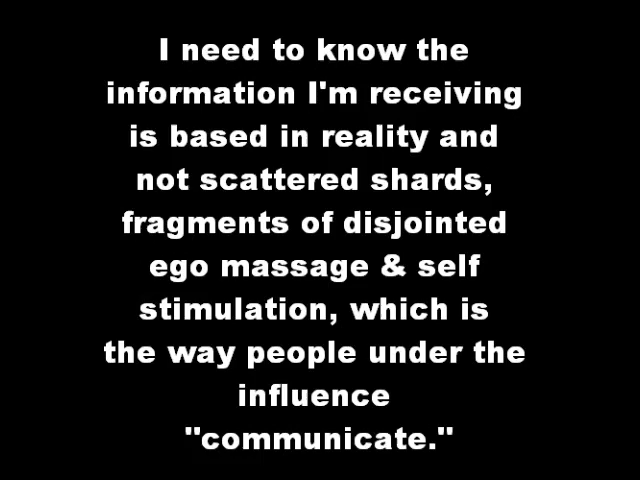 I need to know the
information I'm receiving
is based in reality and
not scattered shards,
fragments of disjointed
ego massage & self
stimulation, which is
the way people under the
influence
"communicate."